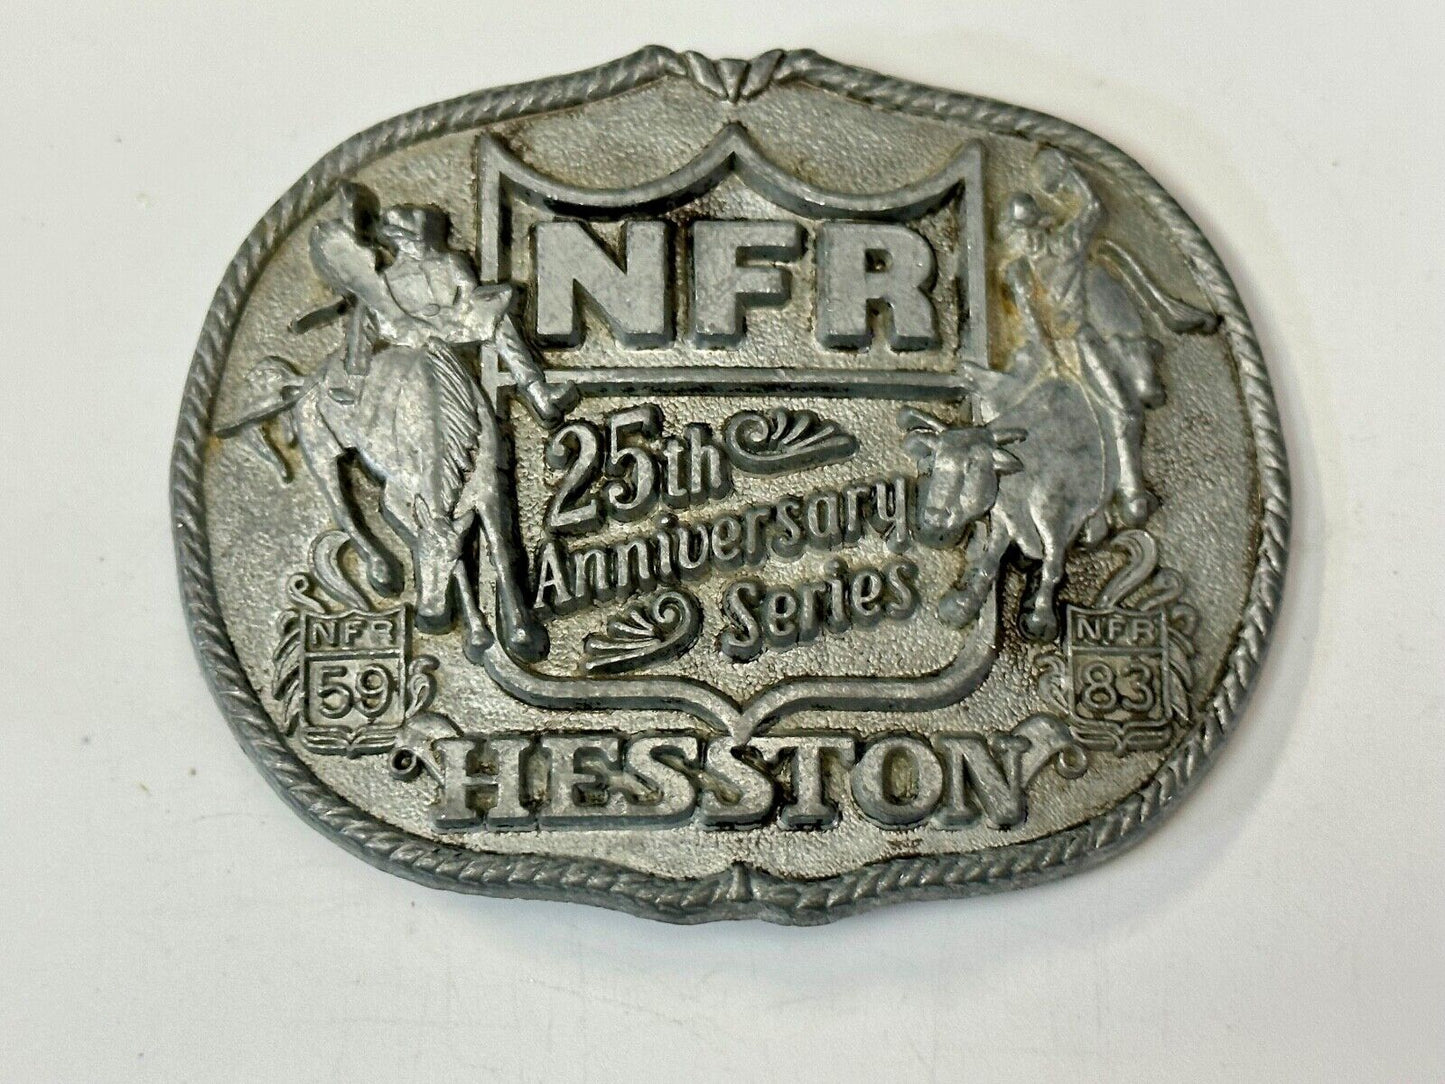 NFR
25th
Anniversary
Series
NFR
59
NFR
83
HESSTON